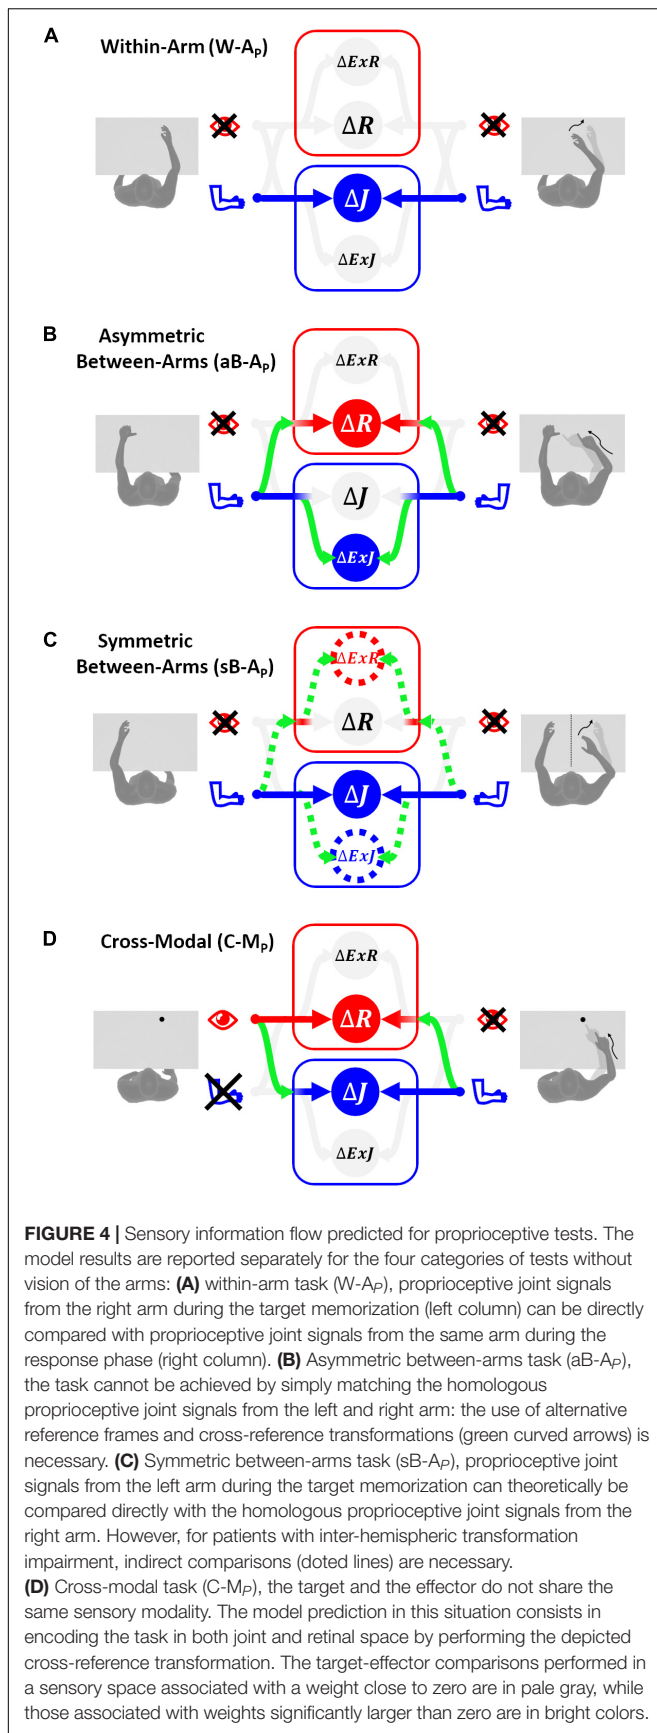 A
Within-Arm (W-A_P)
ΔExR
ΔR
ΔJ
ΔExJ
B
Asymmetric
Between-Arms (aB-A_P)
ΔExR
ΔR
ΔJ
ΔExJ
C
Symmetric
Between-Arms (sB-A_P)
ΔExR
ΔR
ΔJ
ΔExJ
D
Cross-Modal (C-M_P)
ΔExR
ΔR
ΔJ
ΔExJ
FIGURE 4 | Sensory information flow predicted for proprioceptive tests. The
model results are reported separately for the four categories of tests without
vision of the arms: (A) within-arm task (W-A_P), proprioceptive joint signals
from the right arm during the target memorization (left column) can be directly
compared with proprioceptive joint signals from the same arm during the
response phase (right column). (B) Asymmetric between-arms task (aB-A_P),
the task cannot be achieved by simply matching the homologous
proprioceptive joint signals from the left and right arm: the use of alternative
reference frames and cross-reference transformations (green curved arrows) is
necessary. (C) Symmetric between-arms task (sB-A_P), proprioceptive joint
signals from the left arm during the target memorization can theoretically be
compared directly with the homologous proprioceptive joint signals from the
right arm. However, for patients with inter-hemispheric transformation
impairment, indirect comparisons (doted lines) are necessary.
(D) Cross-modal task (C-M_P), the target and the effector do not share the
same sensory modality. The model prediction in this situation consists in
encoding the task in both joint and retinal space by performing the depicted
cross-reference transformation. The target-effector comparisons performed in
a sensory space associated with a weight close to zero are in pale gray, while
those associated with weights significantly larger than zero are in bright colors.